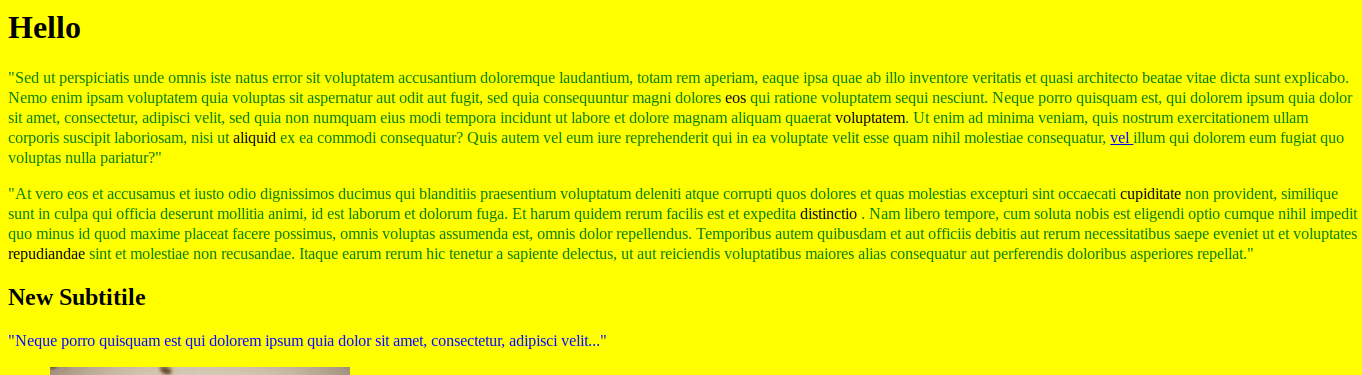 Hello
"Sed ut perspiciatis unde omnis iste natus error sit voluptatem accusantium doloremque laudantium, totam rem aperiam, eaque ipsa quae ab illo inventore veritatis et quasi architecto beatae vitae dicta sunt explicabo.
Nemo enim ipsam voluptatem quia voluptas sit aspernatur aut odit aut fugit, sed quia consequuntur magni dolores eos qui ratione voluptatem sequi nesciunt. Neque porro quisquam est, qui dolorem ipsum quia dolor
sit amet, consectetur, adipisci velit, sed quia non numquam eius modi tempora incidunt ut labore et dolore magnam aliquam quaerat voluptatem. Ut enim ad minima veniam, quis nostrum exercitationem ullam
corporis suscipit laboriosam, nisi ut aliquid ex ea commodi consequatur? Quis autem vel eum iure reprehenderit qui in ea voluptate velit esse quam nihil molestiae consequatur, vel illum qui dolorem eum fugiat quo
voluptas nulla pariatur?"
"At vero eos et accusamus et iusto odio dignissimos ducimus qui blanditiis praesentium voluptatum deleniti atque corrupti quos dolores et quas molestias excepturi sint occaecati cupiditate non provident, similique
sunt in culpa qui officia deserunt mollitia animi, id est laborum et dolorum fuga. Et harum quidem rerum facilis est et expedita distinctio . Nam libero tempore, cum soluta nobis est eligendi optio cumque nihil impedit
quo minus id quod maxime placeat facere possimus, omnis voluptas assumenda est, omnis dolor repellendus. Temporibus autem quibusdam et aut officiis debitis aut rerum necessitatibus saepe eveniet ut et voluptates
repudiandae sint et molestiae non recusandae. Itaque earum rerum hic tenetur a sapiente delectus, ut aut reiciendis voluptatibus maiores alias consequatur aut perferendis doloribus asperiores repellat."
New Subtitile
"Neque porro quisquam est qui dolorem ipsum quia dolor sit amet, consectetur, adipisci velit..."